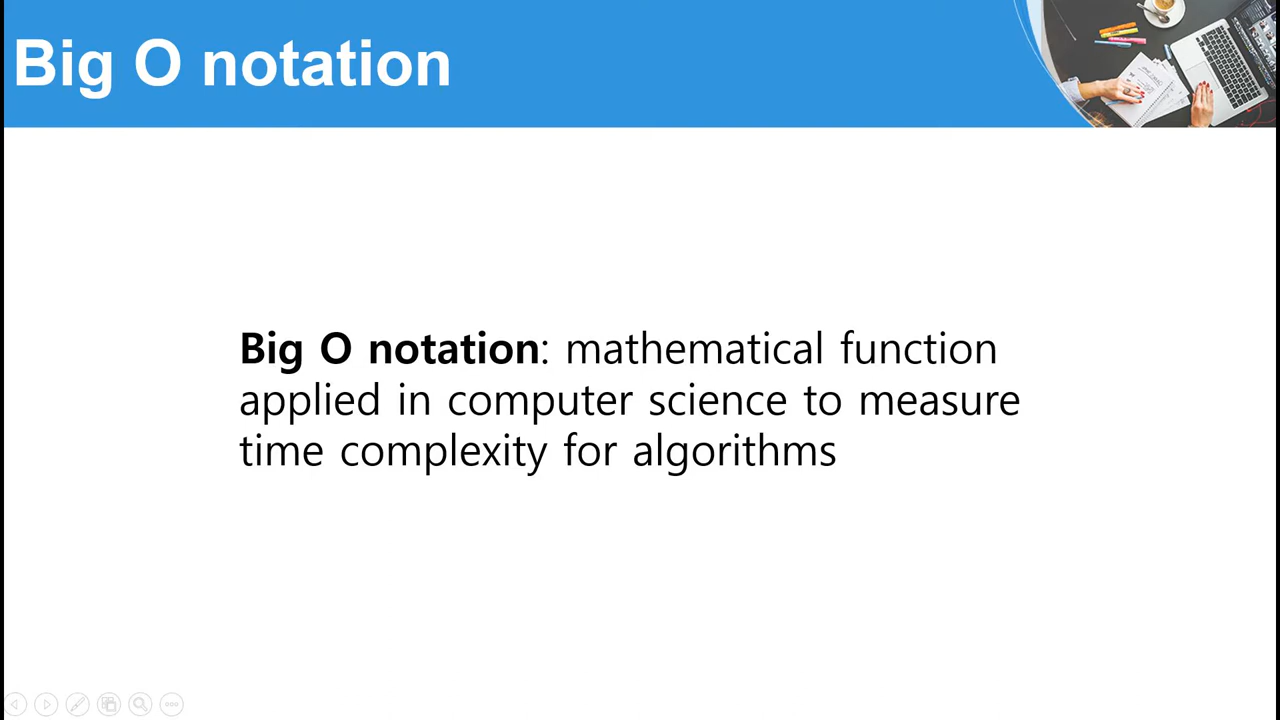 Big O notation
Big O notation: mathematical function
applied in computer science to measure
time complexity for algorithms